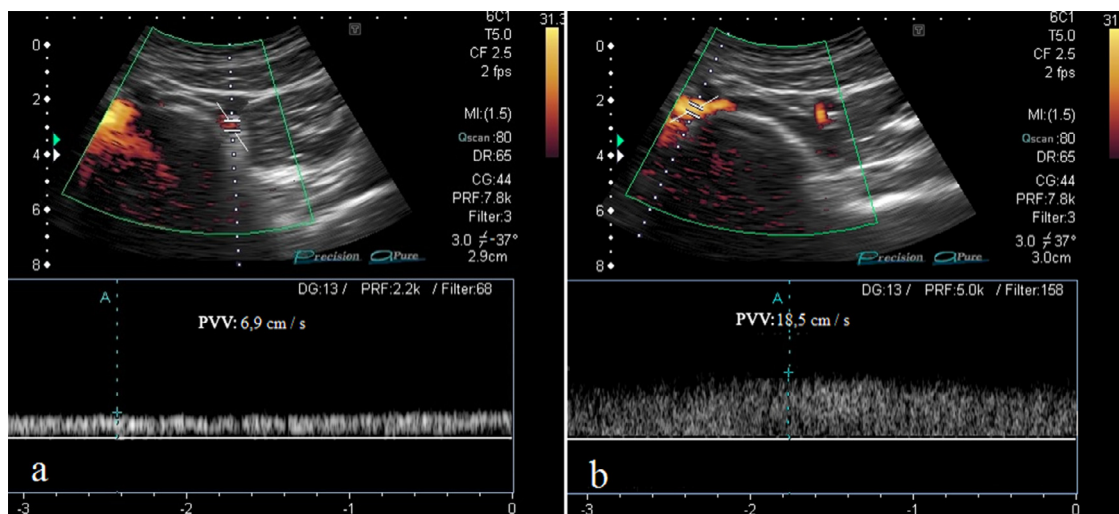 6C1
31.3
T5.0
CF 2.5
2 fps
MI:(1.5)
Qscan:80
DR:65
CG:44
PRF:7.8k
Filter:3
3.0 ⌿-37°
2.9cm
0
2
4
6
8
Precision APure
DG:13 / PRF:2.2k / Filter:68
A
PVV: 6,9 cm / s
a
-3 -2 -1 0
6C1
31.
T5.0
CF 2.5
2 fps
MI:(1.5)
Qscan:80
DR:65
CG:44
PRF:7.8k
Filter:3
3.0 ⌿37°
3.0cm
0
2
4
6
8
Precision APure
DG:13 / PRF:5.0k / Filter:158
A
PVV:18,5 cm / s
b
-3 -2 -1 0